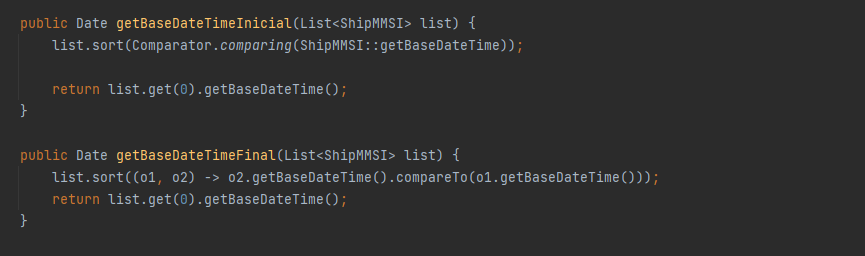 public Date getBaseDateTimeInicial(List<ShipMMSI> list) {
    list.sort(Comparator.comparing(ShipMMSI::getBaseDateTime));
    return list.get(0).getBaseDateTime();
}
public Date getBaseDateTimeFinal(List<ShipMMSI> list) {
    list.sort((o1, o2) -> o2.getBaseDateTime().compareTo(o1.getBaseDateTime()));
    return list.get(0).getBaseDateTime();
}